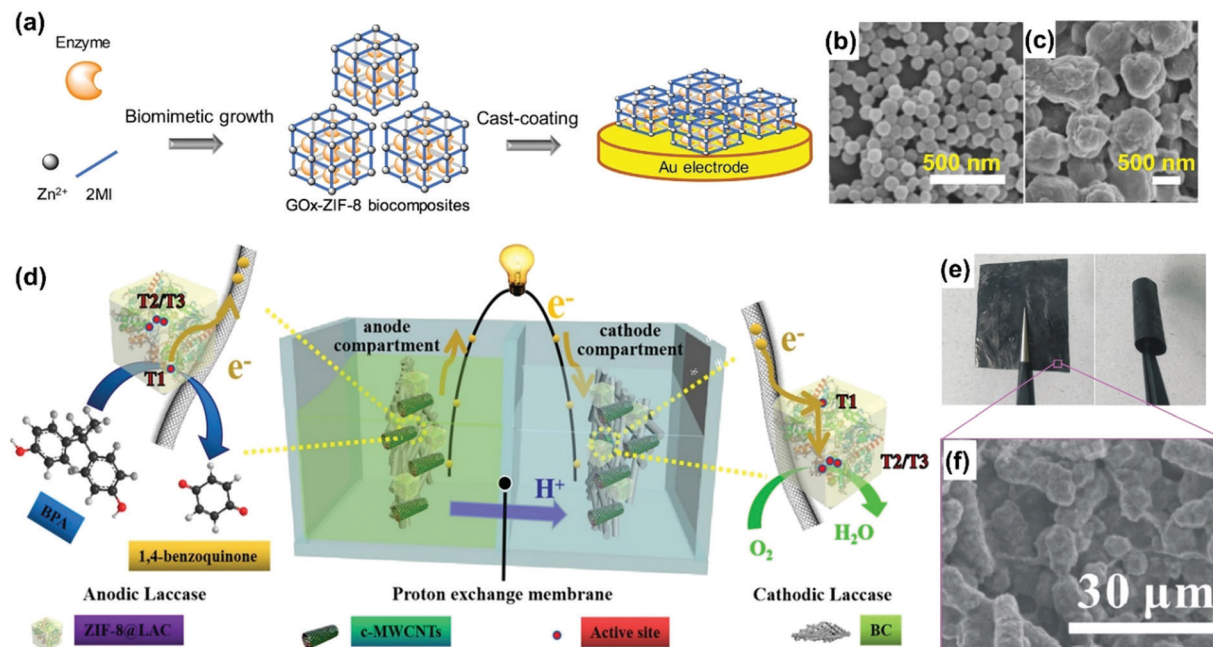 (a)
Enzyme
Zn²⁺
2MI
Biomimetic growth
GOx-ZIF-8 biocomposites
Cast-coating
Au electrode
(b)
500 nm
(c)
500 nm
(d)
T2/T3
T1
e⁻
BPA
1,4-benzoquinone
anode
compartment
e⁻
cathode
compartment
H⁺
e⁻
T1
T2/T3
O₂
H₂O
Anodic Laccase
Proton exchange membrane
Cathodic Laccase
ZIF-8@LAC
c-MWCNTs
Active site
BC
(e)
(f)
30 μm